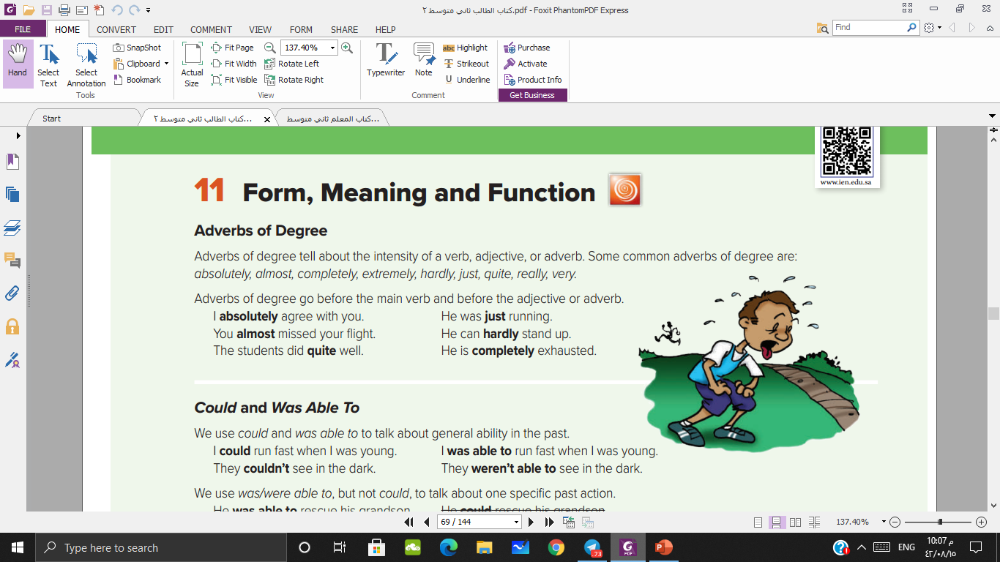 كتاب الطالب ثاني متوسط ٢.pdf - Foxit PhantomPDF Express
FILE HOME CONVERT EDIT COMMENT VIEW FORM SHARE HELP Find
Hand
Select Text
Select Annotation
SnapShot
Clipboard
Bookmark
Tools
Actual Size
Fit Page
Fit Width
Fit Visible
137.40%
Rotate Left
Rotate Right
View
Typewriter
Note
abc Highlight
T Strikeout
U Underline
Comment
Purchase
Activate
Product Info
Get Business
Start
كتاب الطالب ثاني متوسط ٢...
كتاب المعلم ثاني متوسط...
www.ien.edu.sa
11 Form, Meaning and Function
Adverbs of Degree
Adverbs of degree tell about the intensity of a verb, adjective, or adverb. Some common adverbs of degree are:
absolutely, almost, completely, extremely, hardly, just, quite, really, very.
Adverbs of degree go before the main verb and before the adjective or adverb.
I absolutely agree with you. He was just running.
You almost missed your flight. He can hardly stand up.
The students did quite well. He is completely exhausted.
Could and Was Able To
We use could and was able to to talk about general ability in the past.
I could run fast when I was young. I was able to run fast when I was young.
They couldn't see in the dark. They weren't able to see in the dark.
We use was/were able to, but not could, to talk about one specific past action.
He was able to rescue his grandson. He could rescue his grandson.
69 / 144
137.40%
Type here to search
.73
PDF
ENG
10:07 م
٤٢/٠٨/١٥